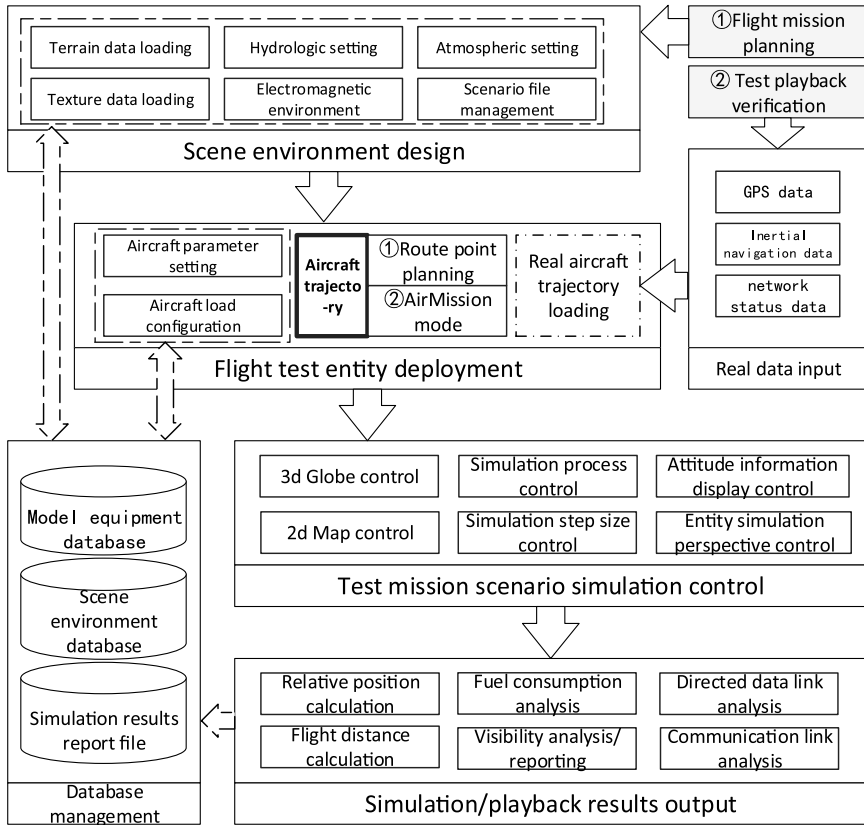 Terrain data loading
Hydrologic setting
Atmospheric setting
Texture data loading
Electromagnetic
environment
Scenario file
management
Scene environment design
①Flight mission
planning
② Test playback
verification
GPS data
Inertial
navigation data
network
status data
Real data input
Aircraft parameter
setting
Aircraft load
configuration
Aircraft
trajecto
-ry
①Route point
planning
②AirMission
mode
Real aircraft
trajectory
loading
Flight test entity deployment
3d Globe control
Simulation process
control
Attitude information
display control
2d Map control
Simulation step size
control
Entity simulation
perspective control
Test mission scenario simulation control
Model equipment
database
Scene
environment
database
Simulation results
report file
Database
management
Relative position
calculation
Fuel consumption
analysis
Directed data link
analysis
Flight distance
calculation
Visibility analysis/
reporting
Communication link
analysis
Simulation/playback results output